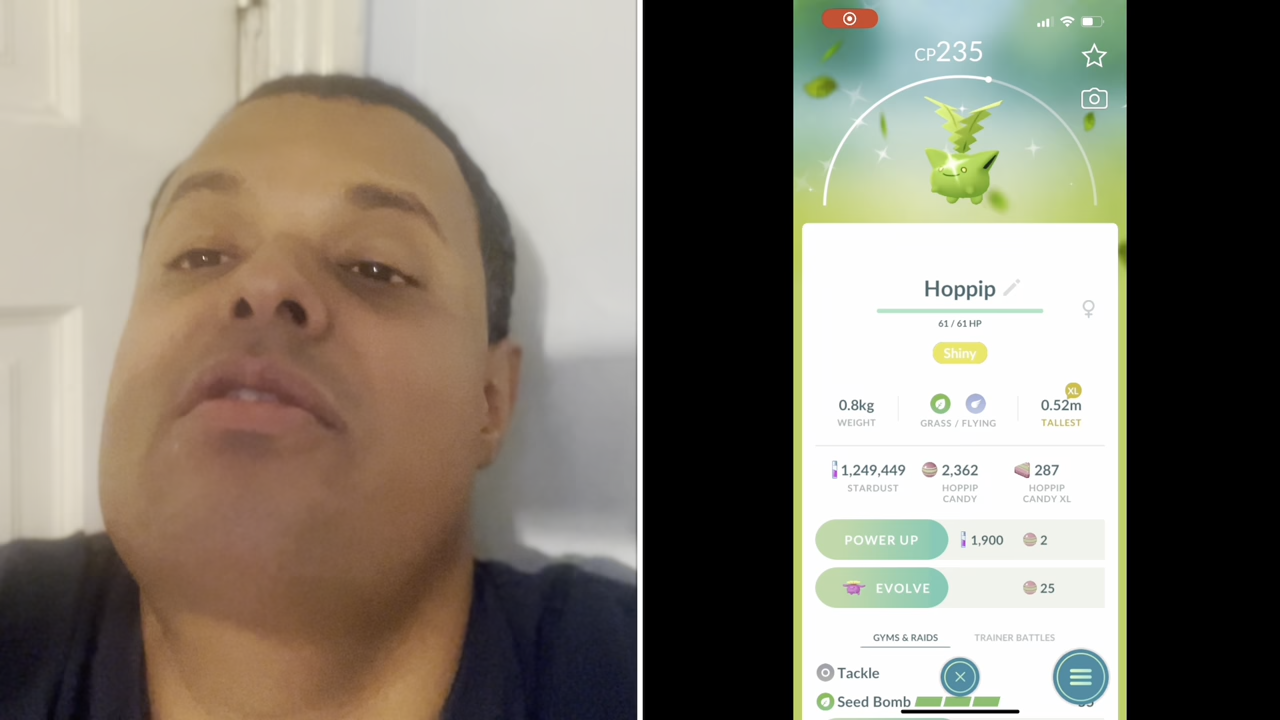 CP235
Hoppip
61 / 61 HP
Shiny
XL
0.8kg
0.52m
WEIGHT
GRASS / FLYING
TALLEST
1,249,449
2,362
287
STARDUST
HOPPIP
CANDY
HOPPIP
CANDY XL
POWER UP
1,900
2
EVOLVE
25
GYMS & RAIDS
TRAINER BATTLES
Tackle
Seed Bomb